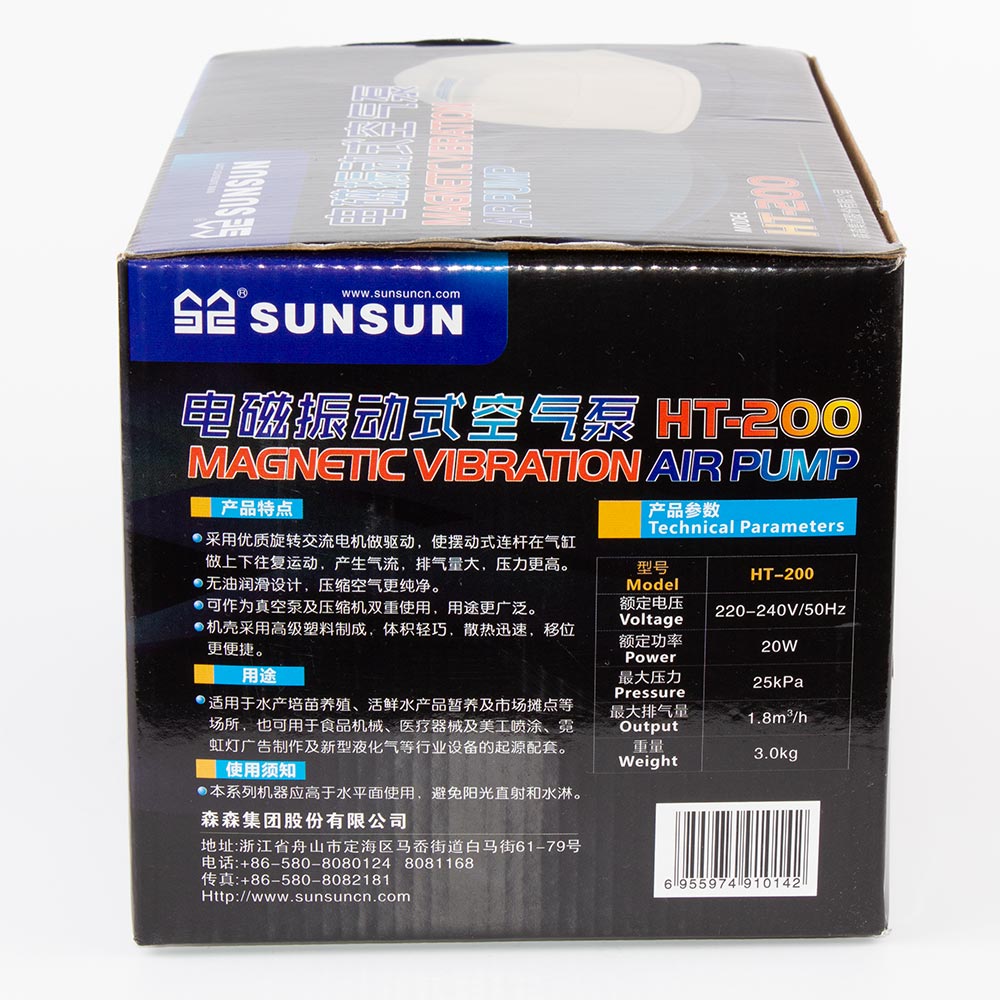 电磁振动式空气泵
MAGNETIC VIBRATION
AIR PUMP
SUNSUN
MODEL
HT-200
www.sunsuncn.com
®
SUNSUN
电磁振动式空气泵 HT-200
MAGNETIC VIBRATION AIR PUMP
产品特点
采用优质旋转交流电机做驱动，使摆动式连杆在气缸
做上下往复运动，产生气流，排气量大，压力更高。
无油润滑设计，压缩空气更纯净。
可作为真空泵及压缩机双重使用，用途更广泛。
机壳采用高级塑料制成，体积轻巧，散热迅速，移位
更便捷。
用途
适用于水产培苗养殖、活鲜水产品暂养及市场摊点等
场所，也可用于食品机械、医疗器械及美工喷涂、霓
虹灯广告制作及新型液化气等行业设备的起源配套。
使用须知
本系列机器应高于水平面使用，避免阳光直射和水淋。
森森集团股份有限公司
地址:浙江省舟山市定海区马岙街道白马街61-79号
电话:+86-580-8080124 8081168
传真:+86-580-8082181
Http://www.sunsuncn.com
产品参数
Technical Parameters
型号
Model
HT-200
额定电压
Voltage
220-240V/50Hz
额定功率
Power
20W
最大压力
Pressure
25kPa
最大排气量
Output
1.8m³/h
重量
Weight
3.0kg
6 955974 910142